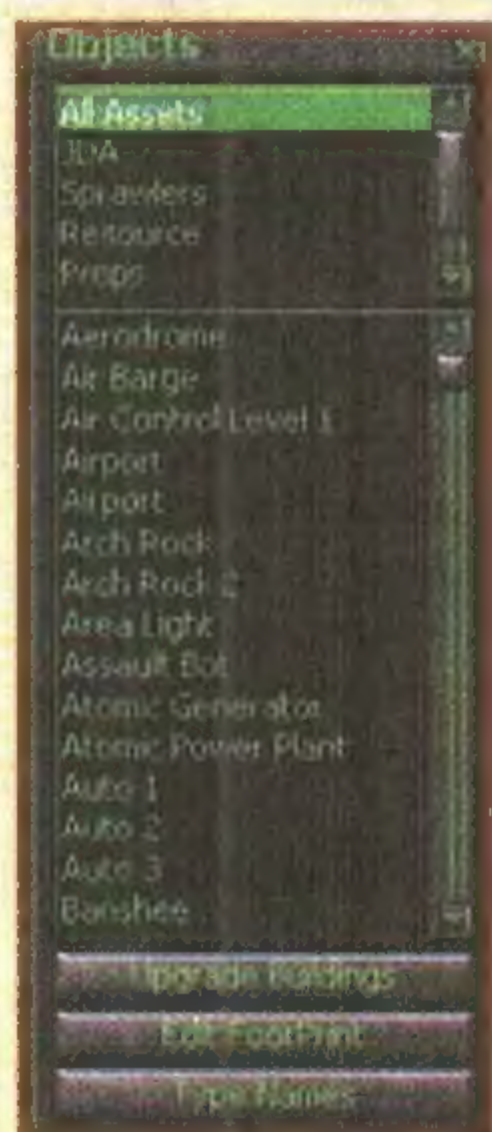 Objects
All Assets
JDA
Sprawlers
Resource
Props
Aerodrome
Air Barge
Air Control Level 1
Airport
Airport
Arch Rock
Arch Rock 2
Area Light
Assault Bot
Atomic Generator
Atomic Power Plant
Auto 1
Auto 2
Auto 3
Banshee
Upgrade Buildings
Edit FootPrint
Type Names